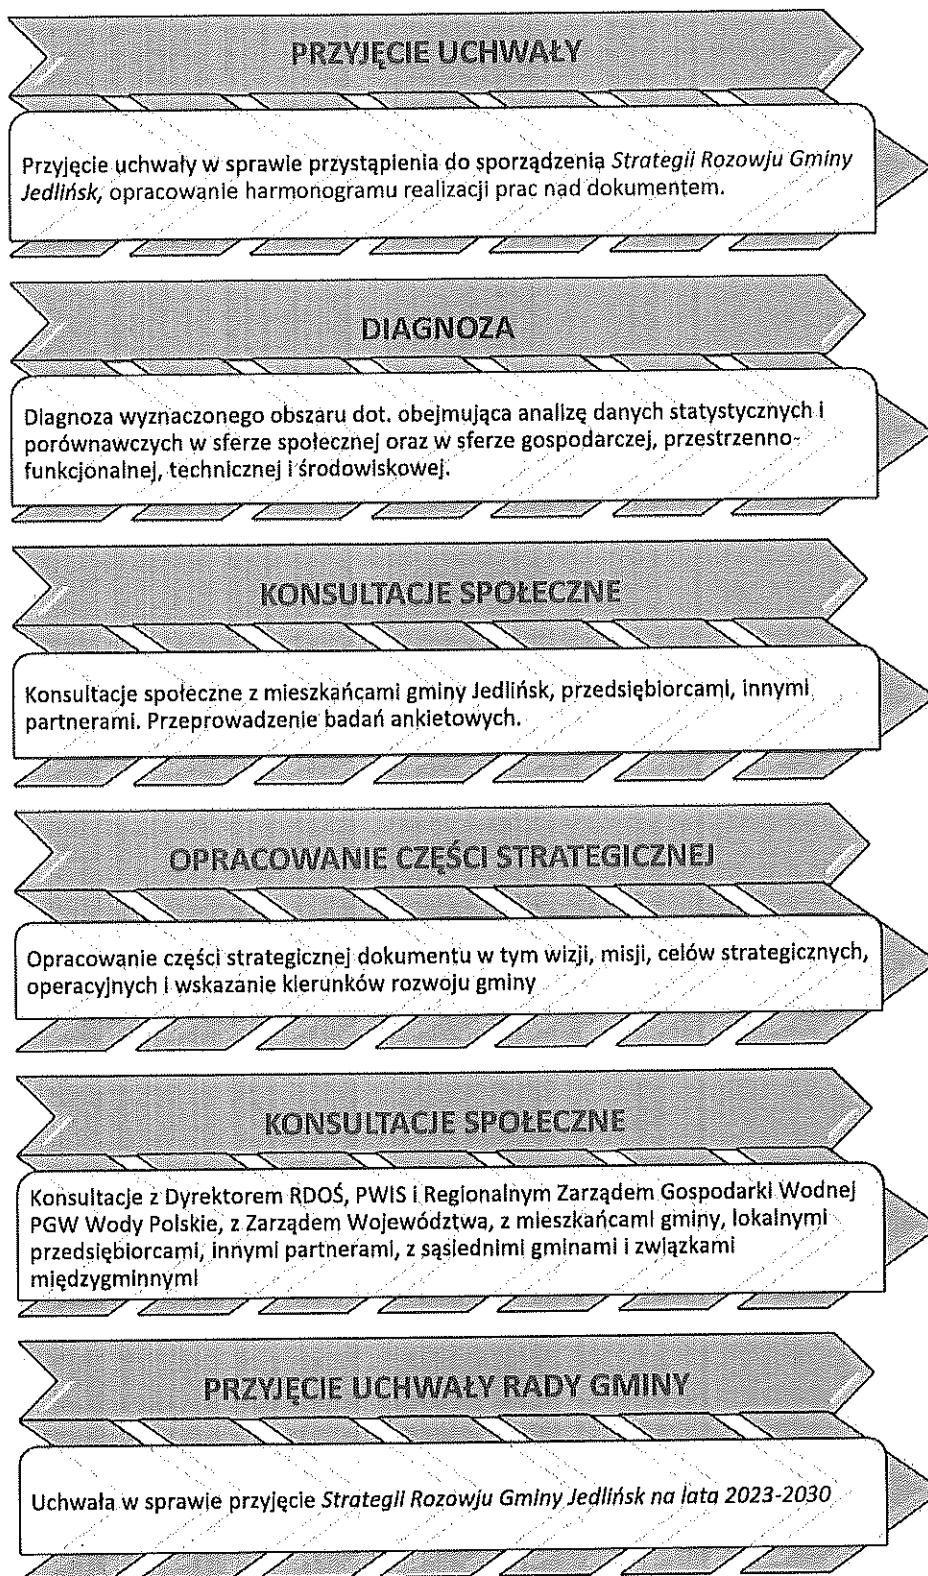 PRZYJĘCIE UCHWAŁY
Przyjęcie uchwały w sprawie przystąpienia do sporządzenia Strategii Rozowju Gminy
Jedlińsk, opracowanie harmonogramu realizacji prac nad dokumentem.
DIAGNOZA
Diagnoza wyznaczonego obszaru dot. obejmująca analizę danych statystycznych i
porównawczych w sferze społecznej oraz w sferze gospodarczej, przestrzenno-
funkcjonalnej, technicznej i środowiskowej.
KONSULTACJE SPOŁECZNE
Konsultacje społeczne z mieszkańcami gminy Jedlińsk, przedsiębiorcami, innymi
partnerami. Przeprowadzenie badań ankietowych.
OPRACOWANIE CZĘŚCI STRATEGICZNEJ
Opracowanie części strategicznej dokumentu w tym wizji, misji, celów strategicznych,
operacyjnych i wskazanie kierunków rozwoju gminy
KONSULTACJE SPOŁECZNE
Konsultacje z Dyrektorem RDOŚ, PWIS i Regionalnym Zarządem Gospodarki Wodnej
PGW Wody Polskie, z Zarządem Województwa, z mieszkańcami gminy, lokalnymi
przedsiębiorcami, innymi partnerami, z sąsiednimi gminami i związkami
międzygminnymi
PRZYJĘCIE UCHWAŁY RADY GMINY
Uchwała w sprawie przyjęcie Strategii Rozowju Gminy Jedlińsk na lata 2023-2030